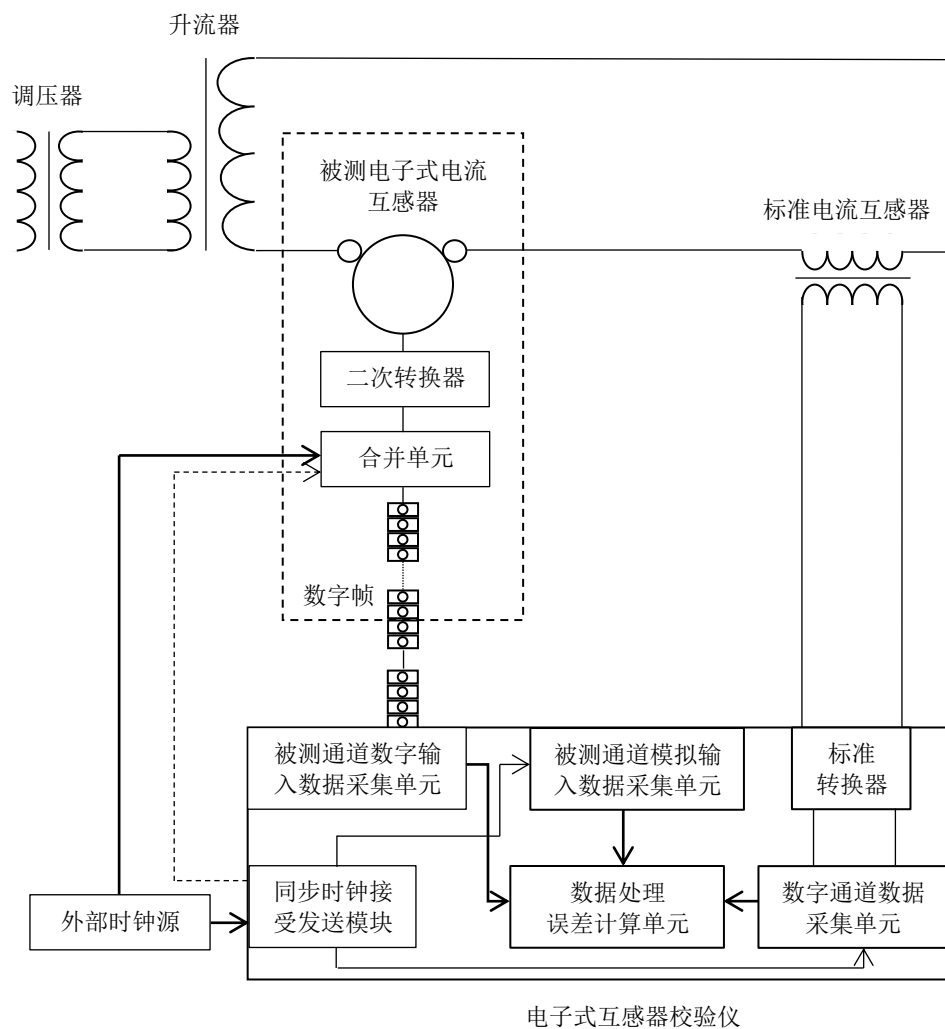 升流器
调压器
被测电子式电流
互感器
标准电流互感器
二次转换器
合并单元
数字帧
被测通道数字输
入数据采集单元
被测通道模拟输
入数据采集单元
标准
转换器
外部时钟源
同步时钟接
受发送模块
数据处理
误差计算单元
数字通道数据
采集单元
电子式互感器校验仪